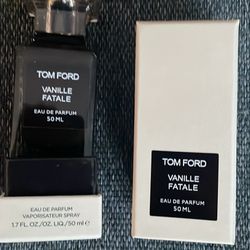 TOM FORD
VANILLE
FATALE
EAU DE PARFUM
50 ML
EAU DE PARFUM
VAPORISATEUR SPRAY
1.7 FL.OZ./OZ. LIQ./50 ml e
TOM FORD
VANILLE
FATALE
EAU DE PARFUM
50 ML